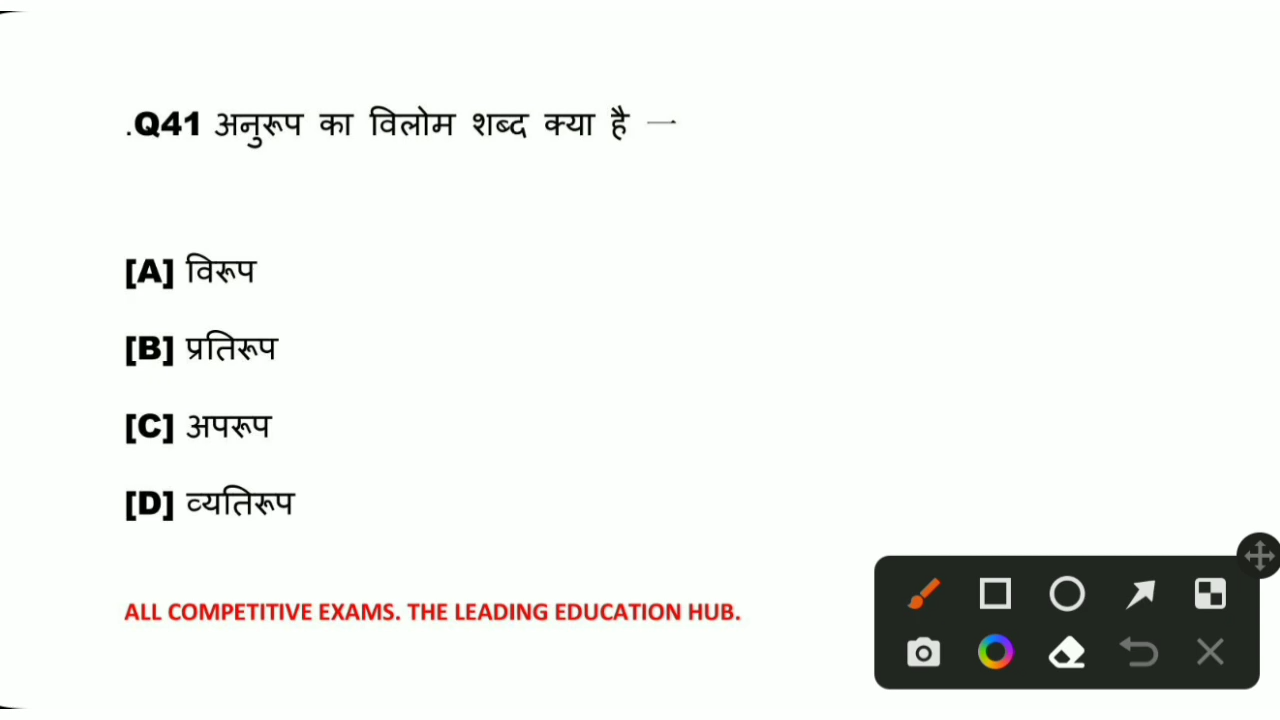 .Q41 अनुरूप का विलोम शब्द क्या है —
[A] विरूप
[B] प्रतिरूप
[C] अपरूप
[D] व्यतिरूप
ALL COMPETITIVE EXAMS. THE LEADING EDUCATION HUB.